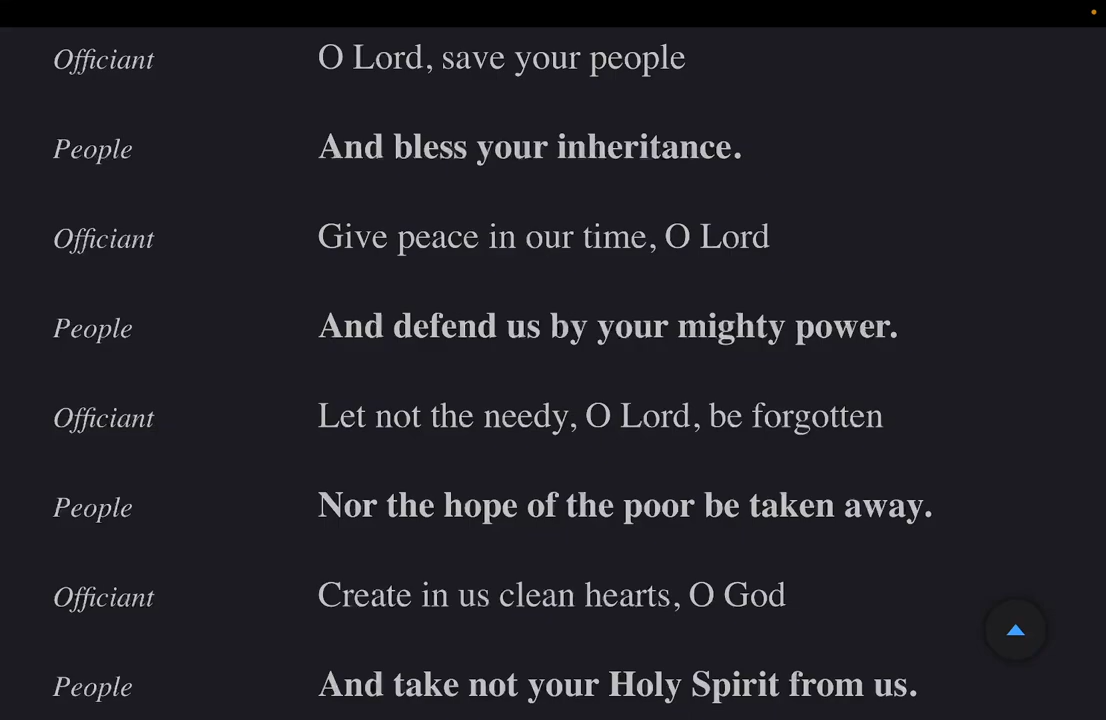 Officiant O Lord, save your people
People And bless your inheritance.
Officiant Give peace in our time, O Lord
People And defend us by your mighty power.
Officiant Let not the needy, O Lord, be forgotten
People Nor the hope of the poor be taken away.
Officiant Create in us clean hearts, O God
People And take not your Holy Spirit from us.